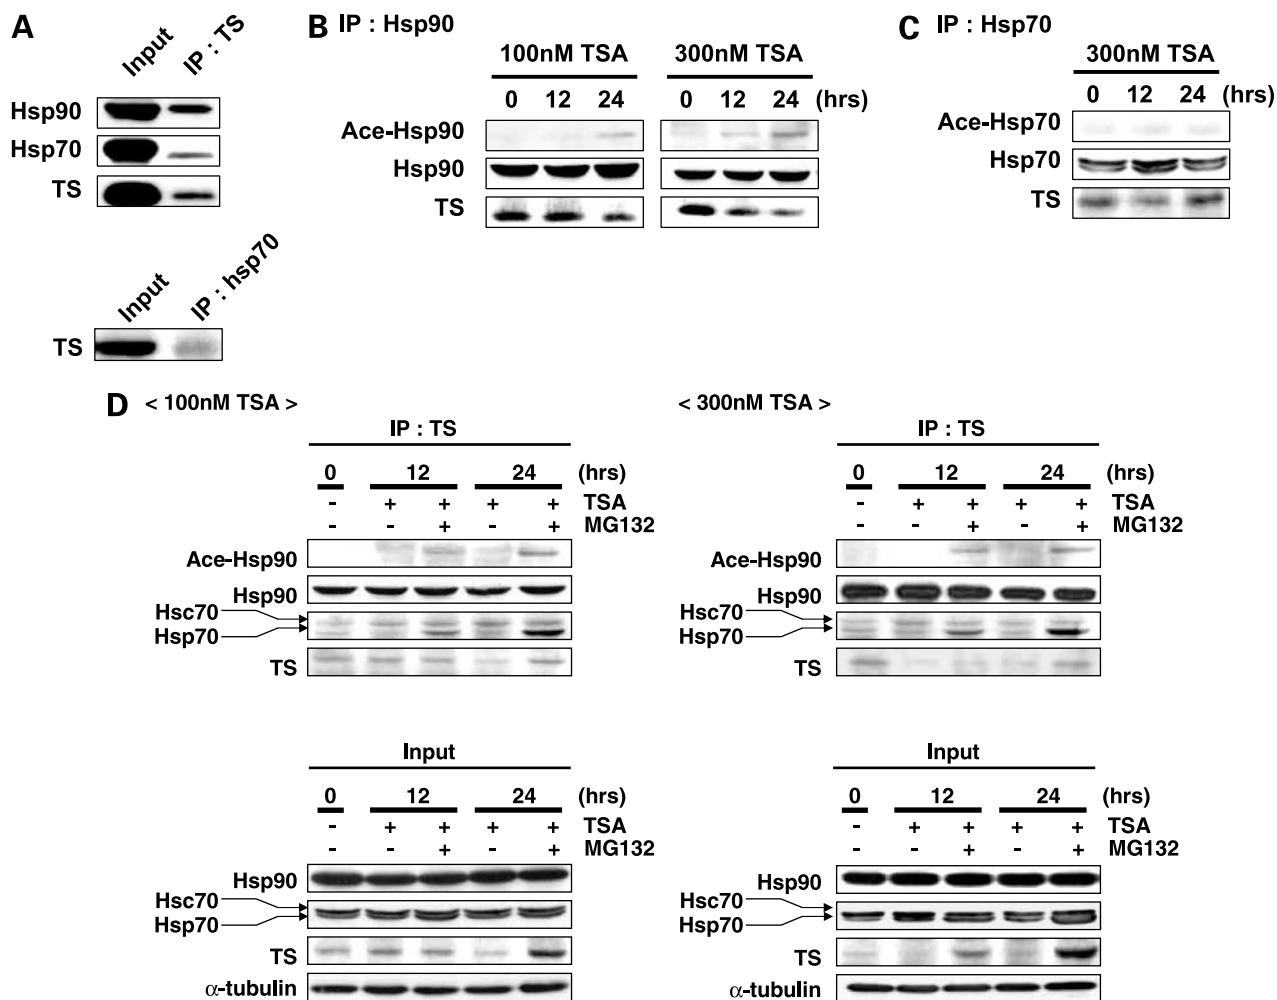 A
Input
IP : TS
Hsp90
Hsp70
TS
Input
IP : hsp70
TS
B IP : Hsp90
100nM TSA 300nM TSA
0 12 24 0 12 24 (hrs)
Ace-Hsp90
Hsp90
TS
C IP : Hsp70
300nM TSA
0 12 24 (hrs)
Ace-Hsp70
Hsp70
TS
D < 100nM TSA >
IP : TS
0 12 24 (hrs)
- + + + + TSA
- - + - + MG132
Ace-Hsp90
Hsp90
Hsc70
Hsp70
TS
Input
0 12 24 (hrs)
- + + + + TSA
- - + - + MG132
Hsp90
Hsc70
Hsp70
TS
α-tubulin
< 300nM TSA >
IP : TS
0 12 24 (hrs)
- + + + + TSA
- - + - + MG132
Ace-Hsp90
Hsp90
Hsc70
Hsp70
TS
Input
0 12 24 (hrs)
- + + + + TSA
- - + - + MG132
Hsp90
Hsc70
Hsp70
TS
α-tubulin